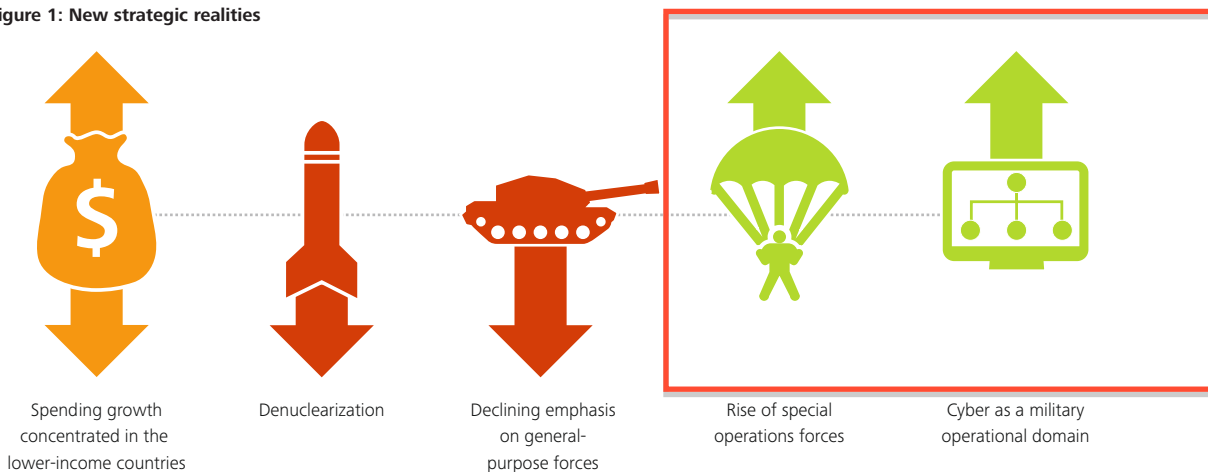 igure 1: New strategic realities
$
Spending growth
concentrated in the
lower-income countries
Denuclearization
Declining emphasis
on general-
purpose forces
Rise of special
operations forces
Cyber as a military
operational domain